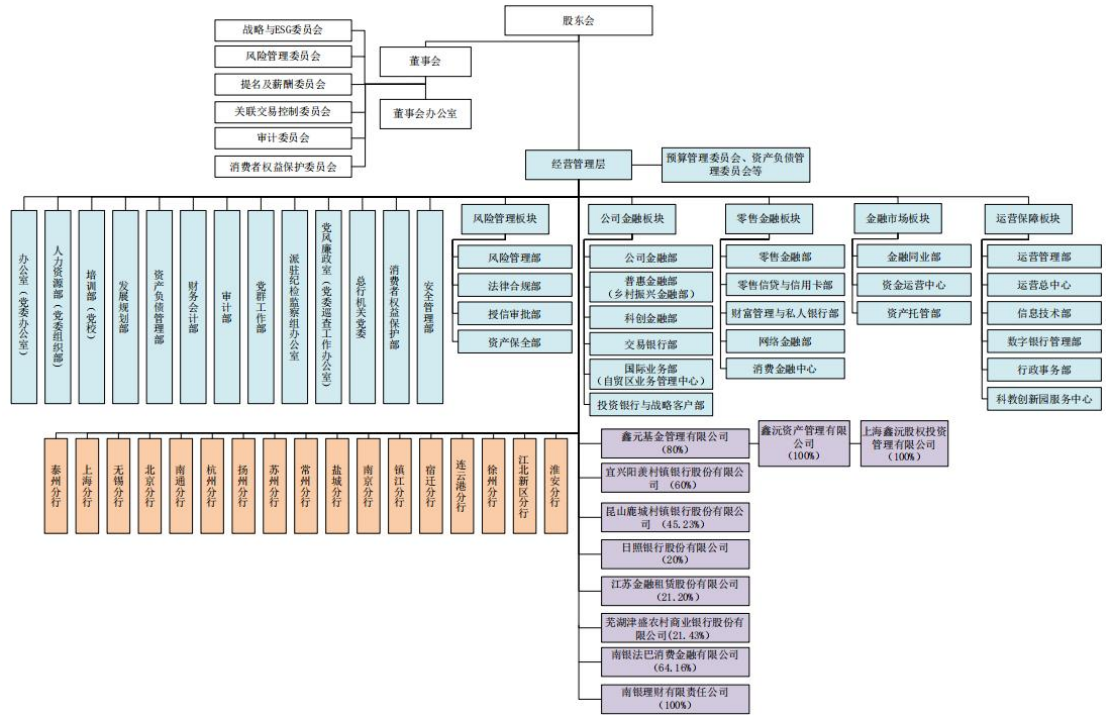 股东会
战略与ESG委员会
风险管理委员会
提名及薪酬委员会
关联交易控制委员会
审计委员会
消费者权益保护委员会
董事会
董事会办公室
经营管理层
预算管理委员会、资产负债管
理委员会等
办公室(党委办公室)
人力资源部(党委组织部)
培训部(党校)
发展规划部
资产负债管理部
财务会计部
审计部
党群工作部
派驻纪检监察组办公室
党风廉政室(党委巡查工作办公室)
总行机关党委
消费者权益保护部
安全管理部
风险管理板块
风险管理部
法律合规部
授信审批部
资产保全部
公司金融板块
公司金融部
普惠金融部
(乡村振兴金融部)
科创金融部
交易银行部
国际业务部
(自贸区业务管理中心)
投资银行与战略客户部
零售金融板块
零售金融部
零售信贷与信用卡部
财富管理与私人银行部
网络金融部
消费金融中心
金融市场板块
金融同业部
资金运营中心
资产托管部
运营保障板块
运营管理部
运营总中心
信息技术部
数字银行管理部
行政事务部
科教创新园服务中心
泰州分行
上海分行
无锡分行
北京分行
南通分行
杭州分行
扬州分行
苏州分行
常州分行
盐城分行
南京分行
镇江分行
宿迁分行
连云港分行
徐州分行
江北新区分行
淮安分行
鑫元基金管理有限公司
(80%)
鑫沅资产管理有限
公司
(100%)
上海鑫沅股权投资
管理有限公司
(100%)
宜兴阳羡村镇银行股份有限公
司 (60%)
昆山鹿城村镇银行股份有限公
司 (45.23%)
日照银行股份有限公司
(20%)
江苏金融租赁股份有限公司
(21.20%)
芜湖津盛农村商业银行股份有
限公司(21.43%)
南银法巴消费金融有限公司
(64.16%)
南银理财有限责任公司
(100%)